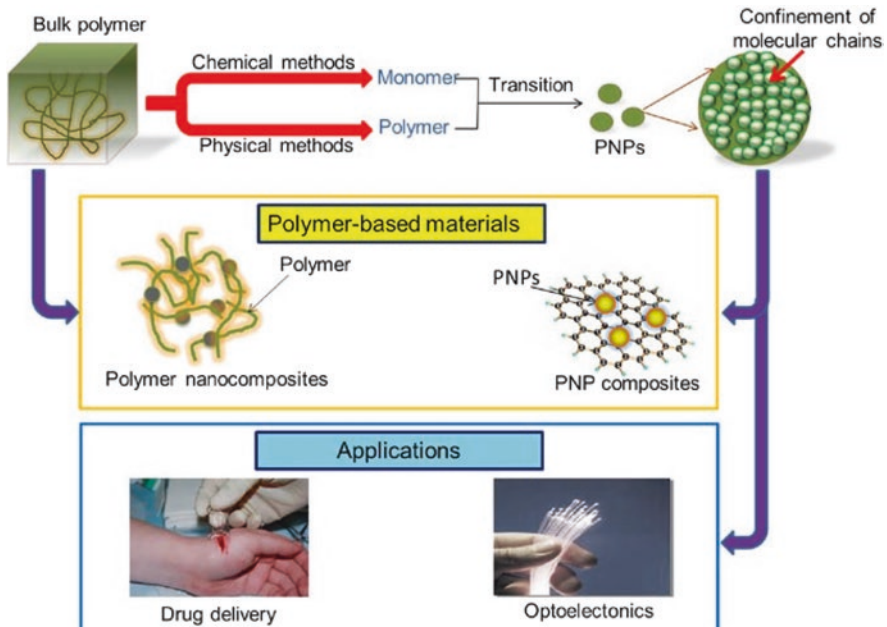 Bulk polymer
Confinement of
molecular chains
Chemical methods
Monomer
Transition
Physical methods
Polymer
PNPs
Polymer-based materials
Polymer
PNPs
Polymer nanocomposites
PNP composites
Applications
Drug delivery
Optoelectonics